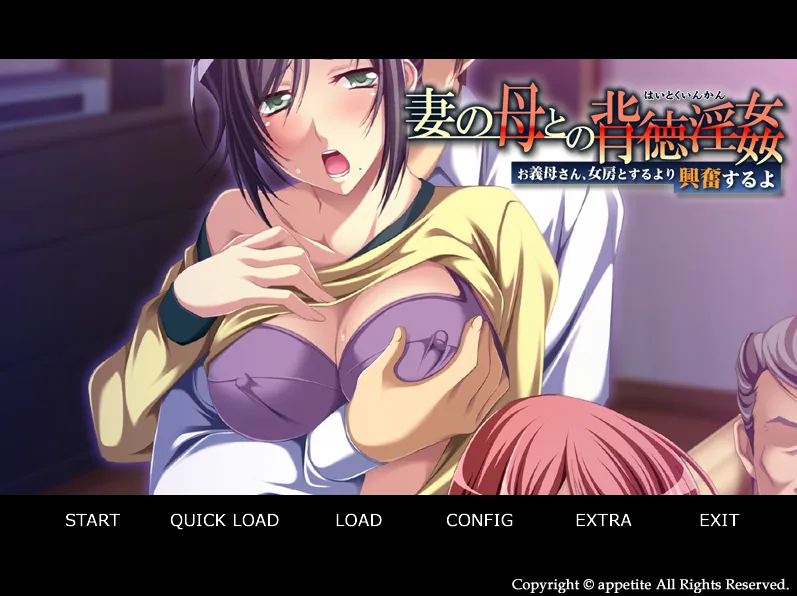 はいとくいんかん
妻の母との背徳淫姦
お義母さん、女房とするより興奮するよ
START QUICK LOAD LOAD CONFIG EXTRA EXIT
Copyright © appetite All Rights Reserved.